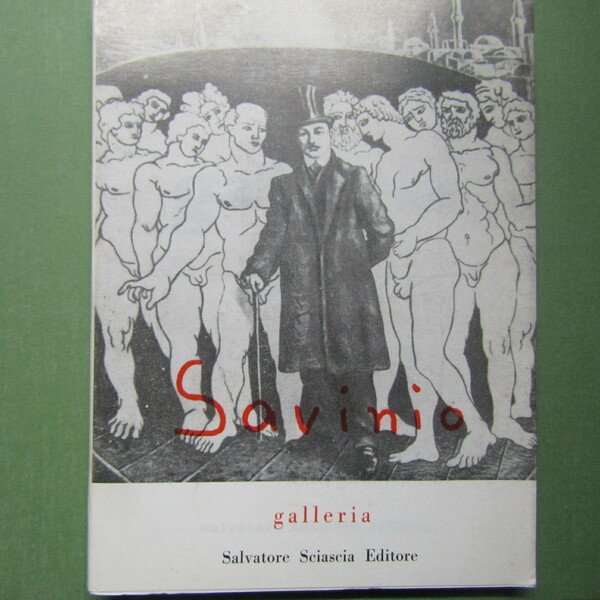 Savinio
galleria
Salvatore Sciascia Editore